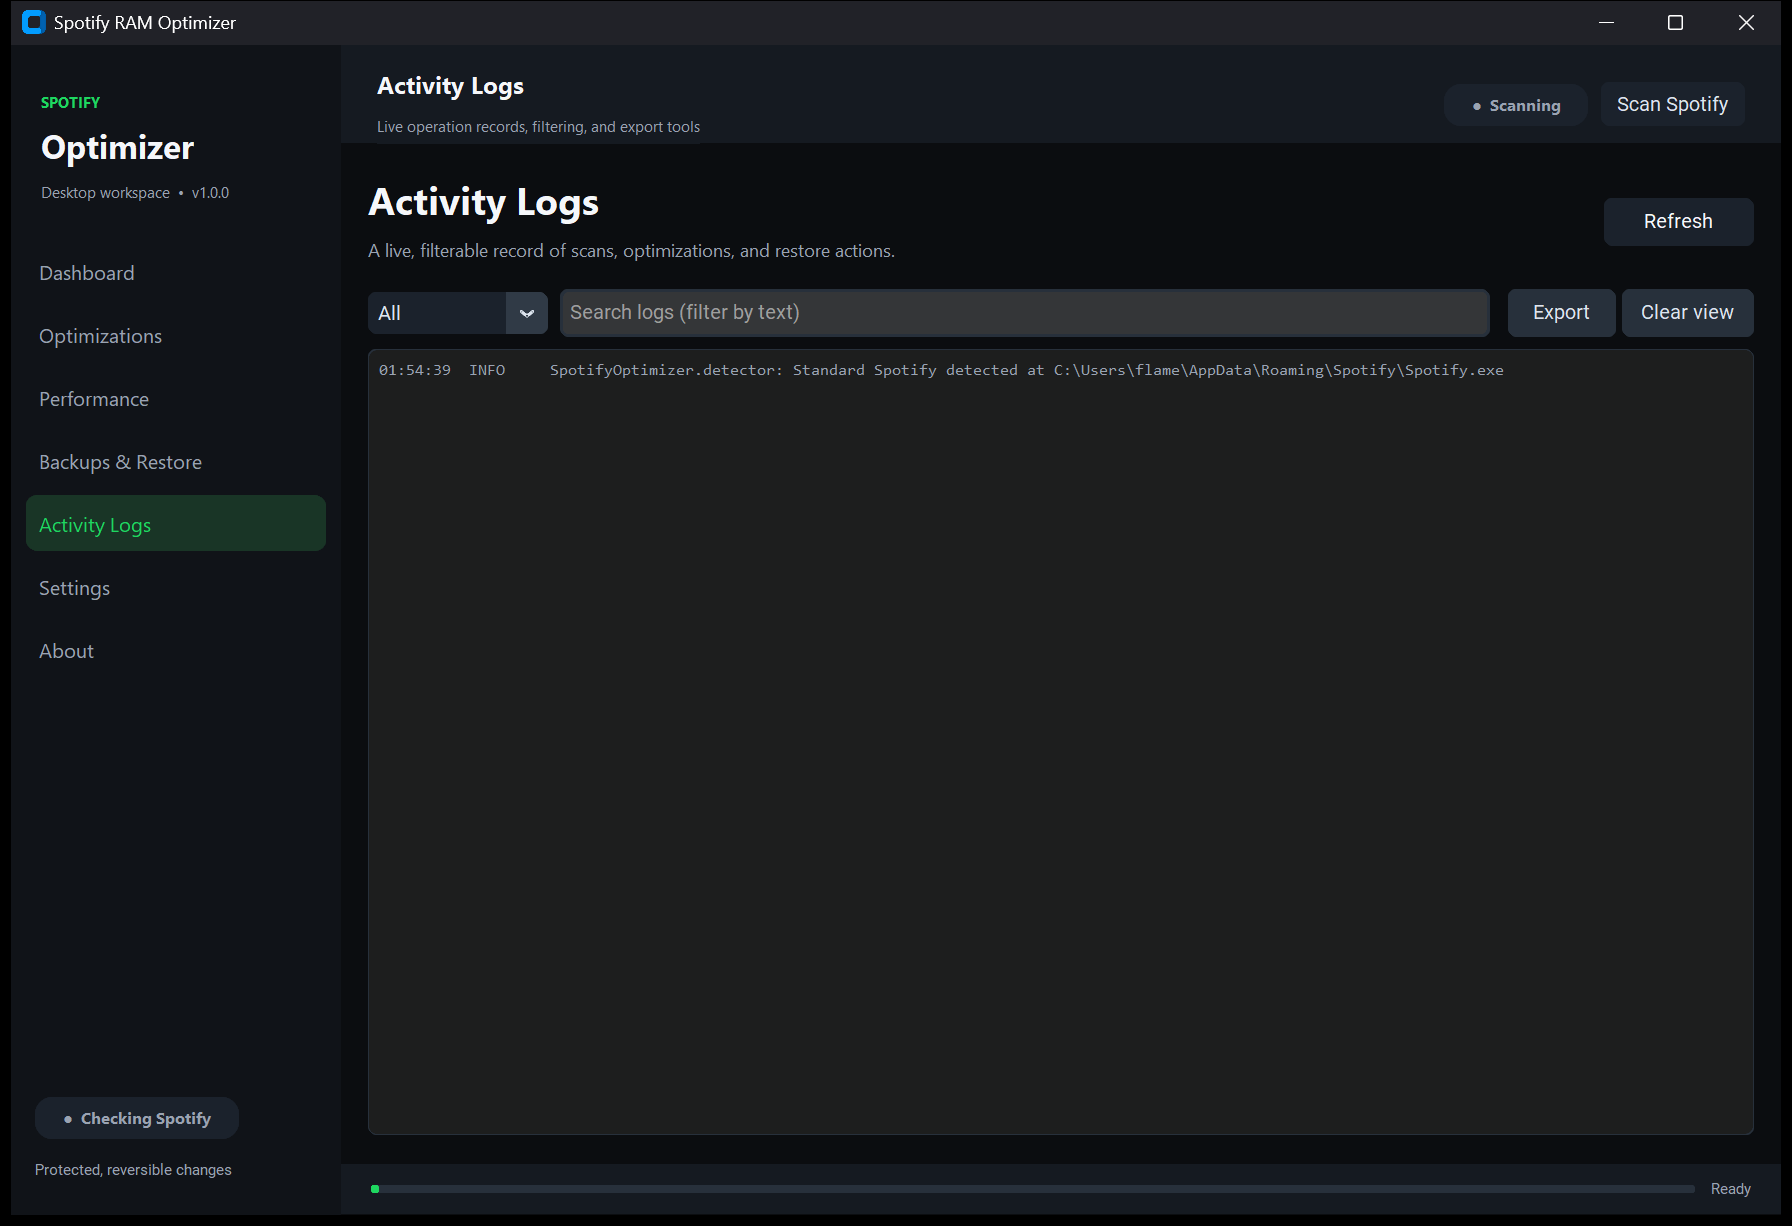 Spotify RAM Optimizer
SPOTIFY
Optimizer
Desktop workspace • v1.0.0
Dashboard
Optimizations
Performance
Backups & Restore
Activity Logs
Settings
About
• Checking Spotify
Protected, reversible changes
Activity Logs
Live operation records, filtering, and export tools
• Scanning
Scan Spotify
Activity Logs
A live, filterable record of scans, optimizations, and restore actions.
Refresh
All
Search logs (filter by text)
Export
Clear view
01:54:39 INFO SpotifyOptimizer.detector: Standard Spotify detected at C:\Users\flame\AppData\Roaming\Spotify\Spotify.exe
Ready